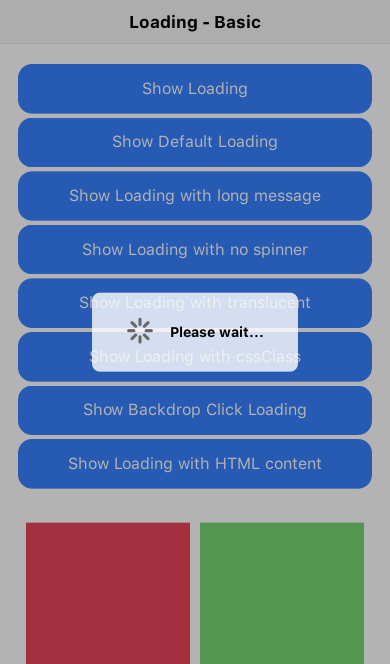 Loading - Basic
Show Loading
Show Default Loading
Show Loading with long message
Show Loading with no spinner
Show Loading with translucent
Please wait...
Show Loading with cssClass
Show Backdrop Click Loading
Show Loading with HTML content